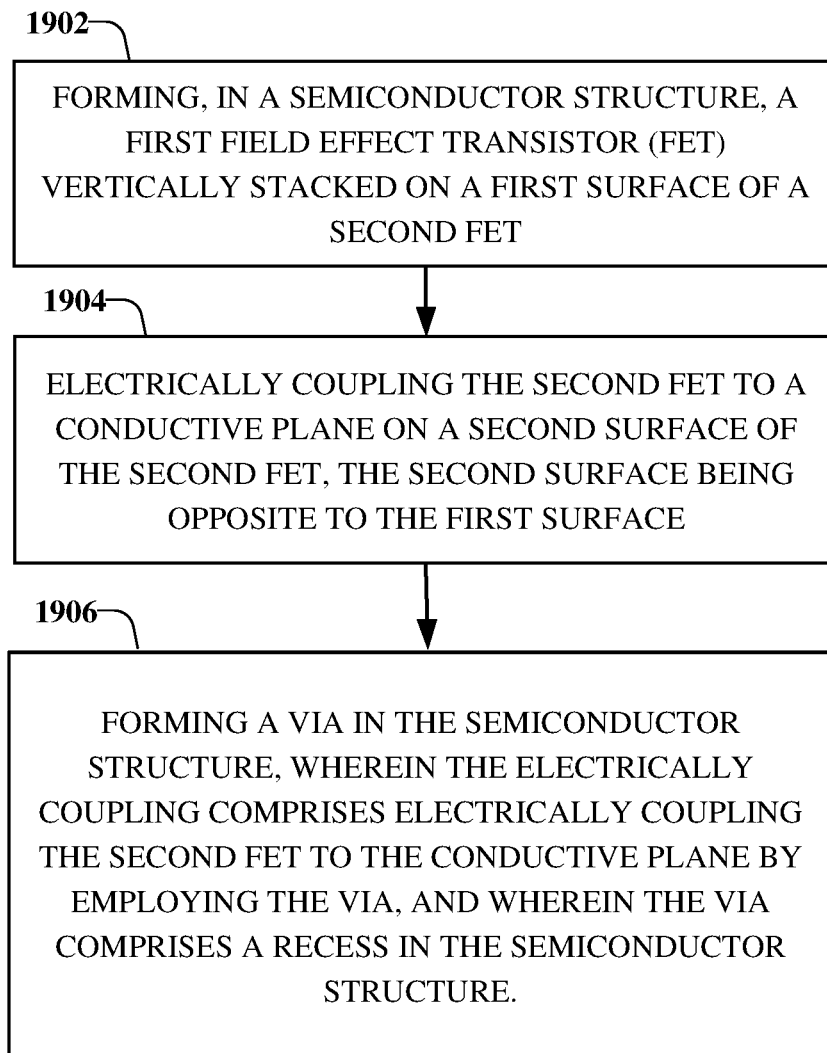 1902
FORMING, IN A SEMICONDUCTOR STRUCTURE, A
FIRST FIELD EFFECT TRANSISTOR (FET)
VERTICALLY STACKED ON A FIRST SURFACE OF A
SECOND FET
1904
ELECTRICALLY COUPLING THE SECOND FET TO A
CONDUCTIVE PLANE ON A SECOND SURFACE OF
THE SECOND FET, THE SECOND SURFACE BEING
OPPOSITE TO THE FIRST SURFACE
1906
FORMING A VIA IN THE SEMICONDUCTOR
STRUCTURE, WHEREIN THE ELECTRICALLY
COUPLING COMPRISES ELECTRICALLY COUPLING
THE SECOND FET TO THE CONDUCTIVE PLANE BY
EMPLOYING THE VIA, AND WHEREIN THE VIA
COMPRISES A RECESS IN THE SEMICONDUCTOR
STRUCTURE.